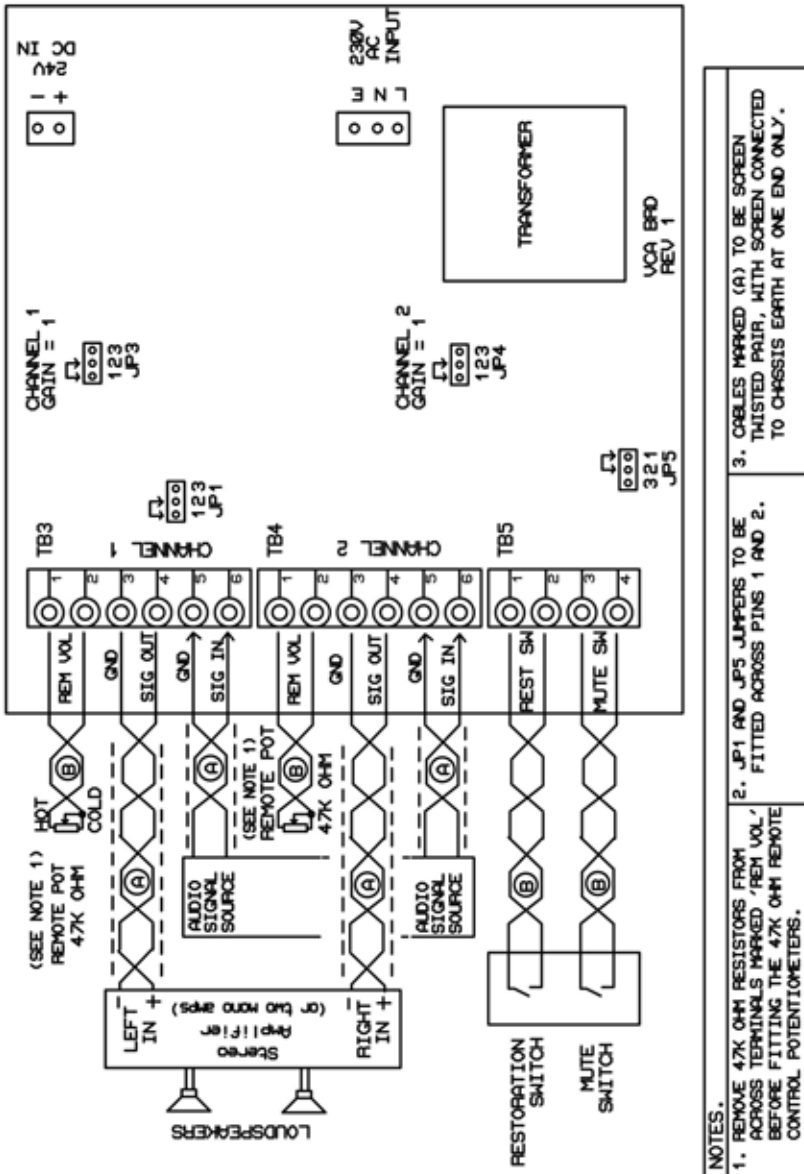 24V
DC IN
- +
230V
AC
INPUT
L N E
TRANSFORMER
VCA BRD
REV 1
CHANNEL 1
GAIN = 1
123
JP3
CHANNEL 2
GAIN = 1
123
JP4
123
JP1
321
JP5
TB3
CHANNEL 1
1
2
3
4
5
6
REM VOL
GND
SIG OUT
GND
SIG IN
TB4
CHANNEL 2
1
2
3
4
5
6
REM VOL
GND
SIG OUT
GND
SIG IN
TB5
1
2
3
4
REST SW
MUTE SW
HOT
COLD
(SEE NOTE 1)
REMOTE POT
47K OHM
B
A
A
(SEE NOTE 1)
REMOTE POT
47K OHM
B
A
A
B
B
AUDIO
SIGNAL
SOURCE
AUDIO
SIGNAL
SOURCE
- +
LEFT
IN
Stereo
Amplifier
(or two mono amps)
- +
RIGHT
IN
LOUDSPEAKERS
RESTORATION
SWITCH
MUTE
SWITCH
NOTES.
1. REMOVE 47K OHM RESISTORS FROM
ACROSS TERMINALS MARKED 'REM VOL'
BEFORE FITTING THE 47K OHM REMOTE
CONTROL POTENTIOMETERS.
2. JP1 AND JP5 JUMPERS TO BE
FITTED ACROSS PINS 1 AND 2.
3. CABLES MARKED (A) TO BE SCREEN
TWISTED PAIR, WITH SCREEN CONNECTED
TO CHASSIS EARTH AT ONE END ONLY.